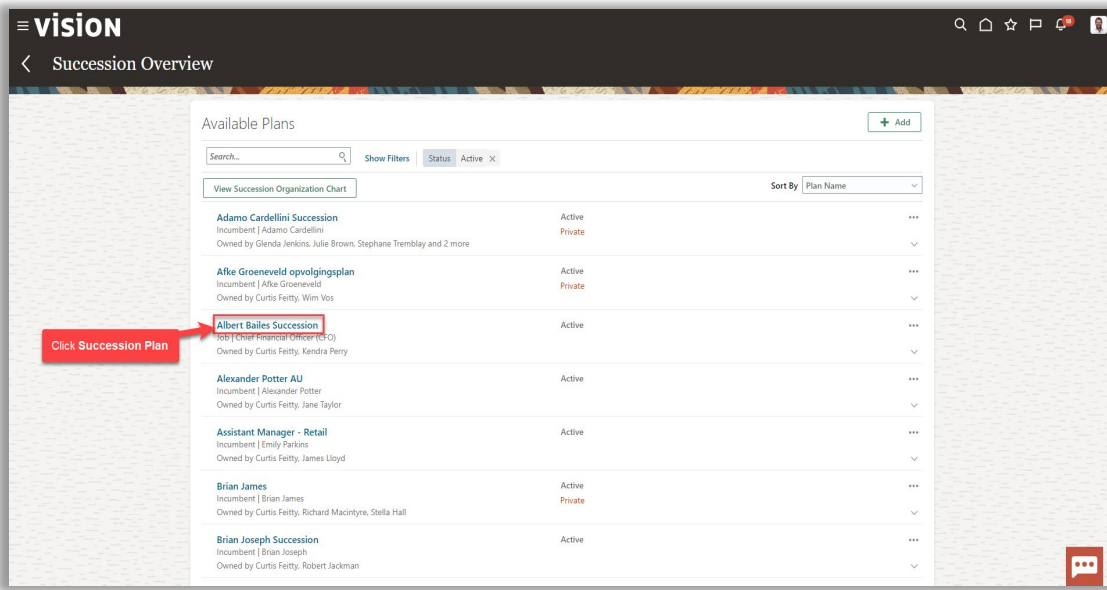 vision
18
Succession Overview
Available Plans
+ Add
Search...
Show Filters
Status Active X
View Succession Organization Chart
Sort By Plan Name
Adamo Cardellini Succession
Active
Incumbent | Adamo Cardellini
Private
Owned by Glenda Jenkins, Julie Brown, Stephane Tremblay and 2 more
Afke Groeneveld opvolgingsplan
Active
Incumbent | Afke Groeneveld
Private
Owned by Curtis Feitty, Wim Vos
Albert Bailes Succession
Active
Click Succession Plan
Job | Chief Financial Officer (CFO)
Owned by Curtis Feitty, Kendra Perry
Alexander Potter AU
Active
Incumbent | Alexander Potter
Owned by Curtis Feitty, Jane Taylor
Assistant Manager - Retail
Active
Incumbent | Emily Parkins
Owned by Curtis Feitty, James Lloyd
Brian James
Active
Incumbent | Brian James
Private
Owned by Curtis Feitty, Richard Macintyre, Stella Hall
Brian Joseph Succession
Active
Incumbent | Brian Joseph
Owned by Curtis Feitty, Robert Jackman